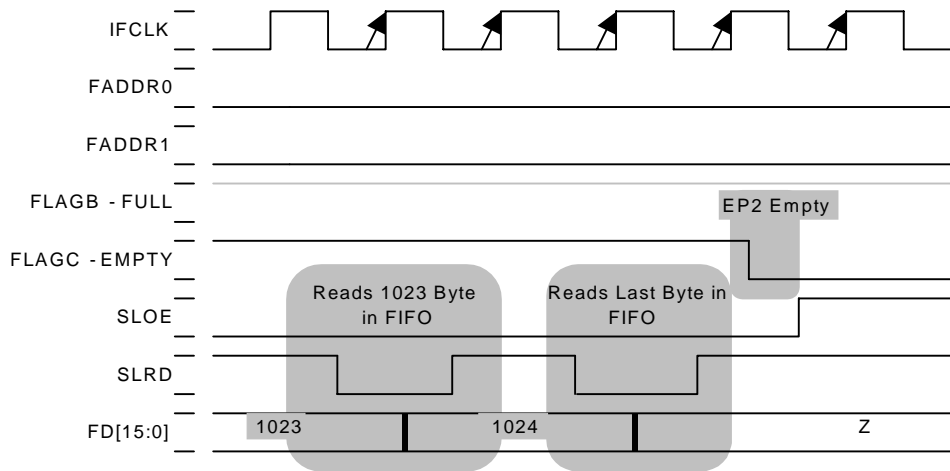 IFCLK
FADDR0
FADDR1
FLAGB - FULL
EP2 Empty
FLAGC - EMPTY
Reads 1023 Byte
in FIFO
Reads Last Byte in
FIFO
SLOE
SLRD
FD[15:0]
1023
1024
Z